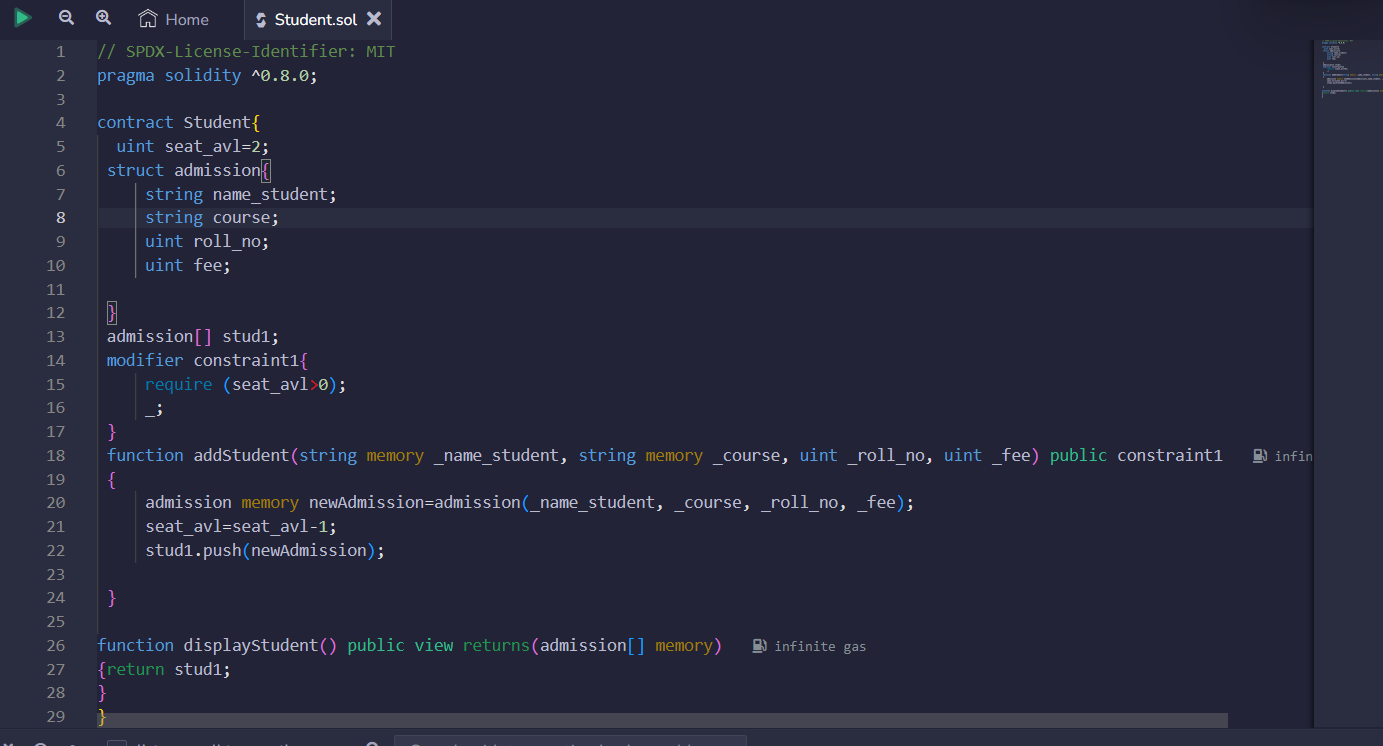 Home Student.sol
1 // SPDX-License-Identifier: MIT
2 pragma solidity ^0.8.0;
3
4 contract Student{
5 uint seat_avl=2;
6 struct admission{
7 string name_student;
8 string course;
9 uint roll_no;
10 uint fee;
11
12 }
13 admission[] stud1;
14 modifier constraint1{
15 require (seat_avl>0);
16 _;
17 }
18 function addStudent(string memory _name_student, string memory _course, uint _roll_no, uint _fee) public constraint1 infin
19 {
20 admission memory newAdmission=admission(_name_student, _course, _roll_no, _fee);
21 seat_avl=seat_avl-1;
22 stud1.push(newAdmission);
23
24 }
25
26 function displayStudent() public view returns(admission[] memory) infinite gas
27 {return stud1;
28 }
29 }